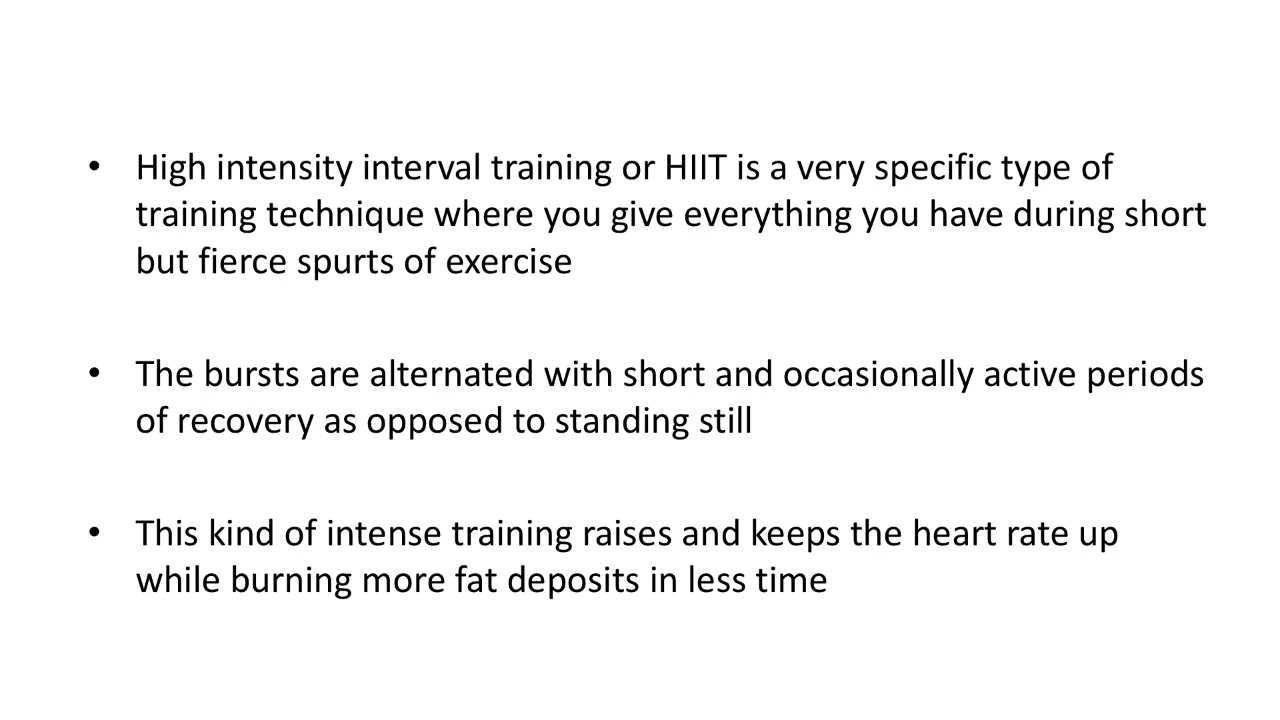 • High intensity interval training or HIIT is a very specific type of
training technique where you give everything you have during short
but fierce spurts of exercise
• The bursts are alternated with short and occasionally active periods
of recovery as opposed to standing still
• This kind of intense training raises and keeps the heart rate up
while burning more fat deposits in less time